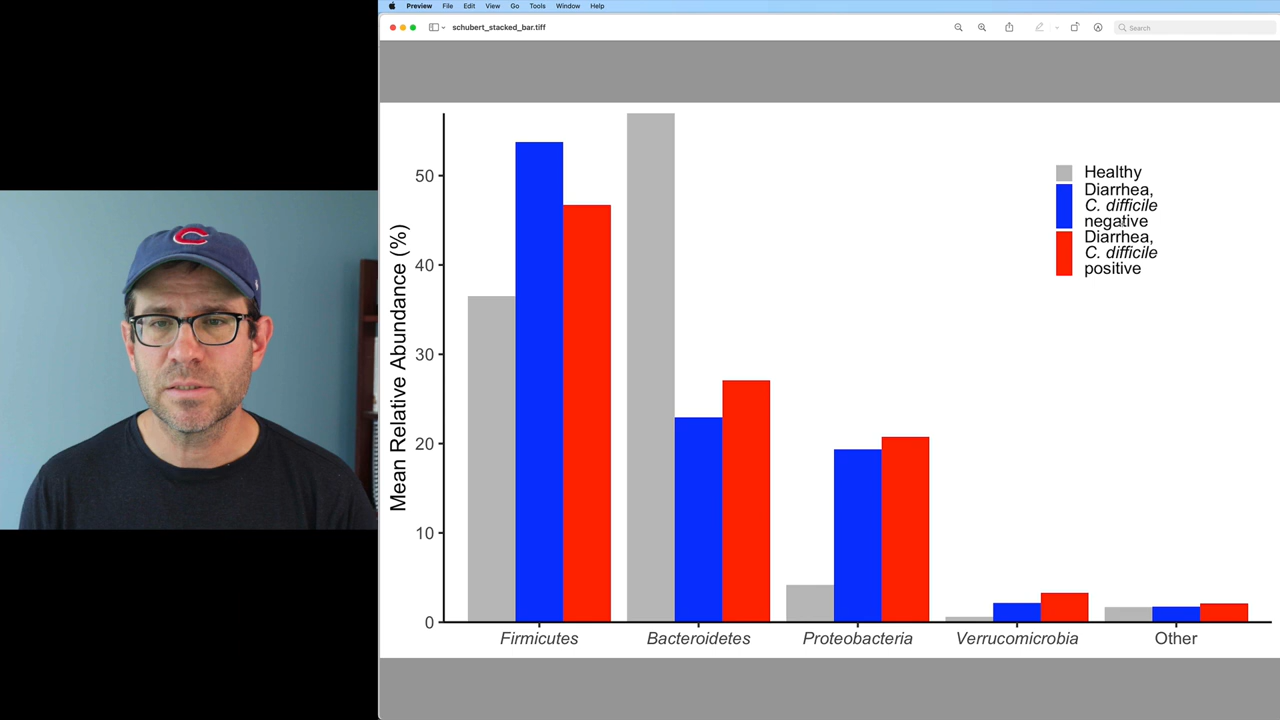 Preview File Edit View Go Tools Window Help
schubert_stacked_bar.tiff
Search
Mean Relative Abundance (%)
50
40
30
20
10
0
Healthy
Diarrhea,
C. difficile
negative
Diarrhea,
C. difficile
positive
Firmicutes Bacteroidetes Proteobacteria Verrucomicrobia Other
C